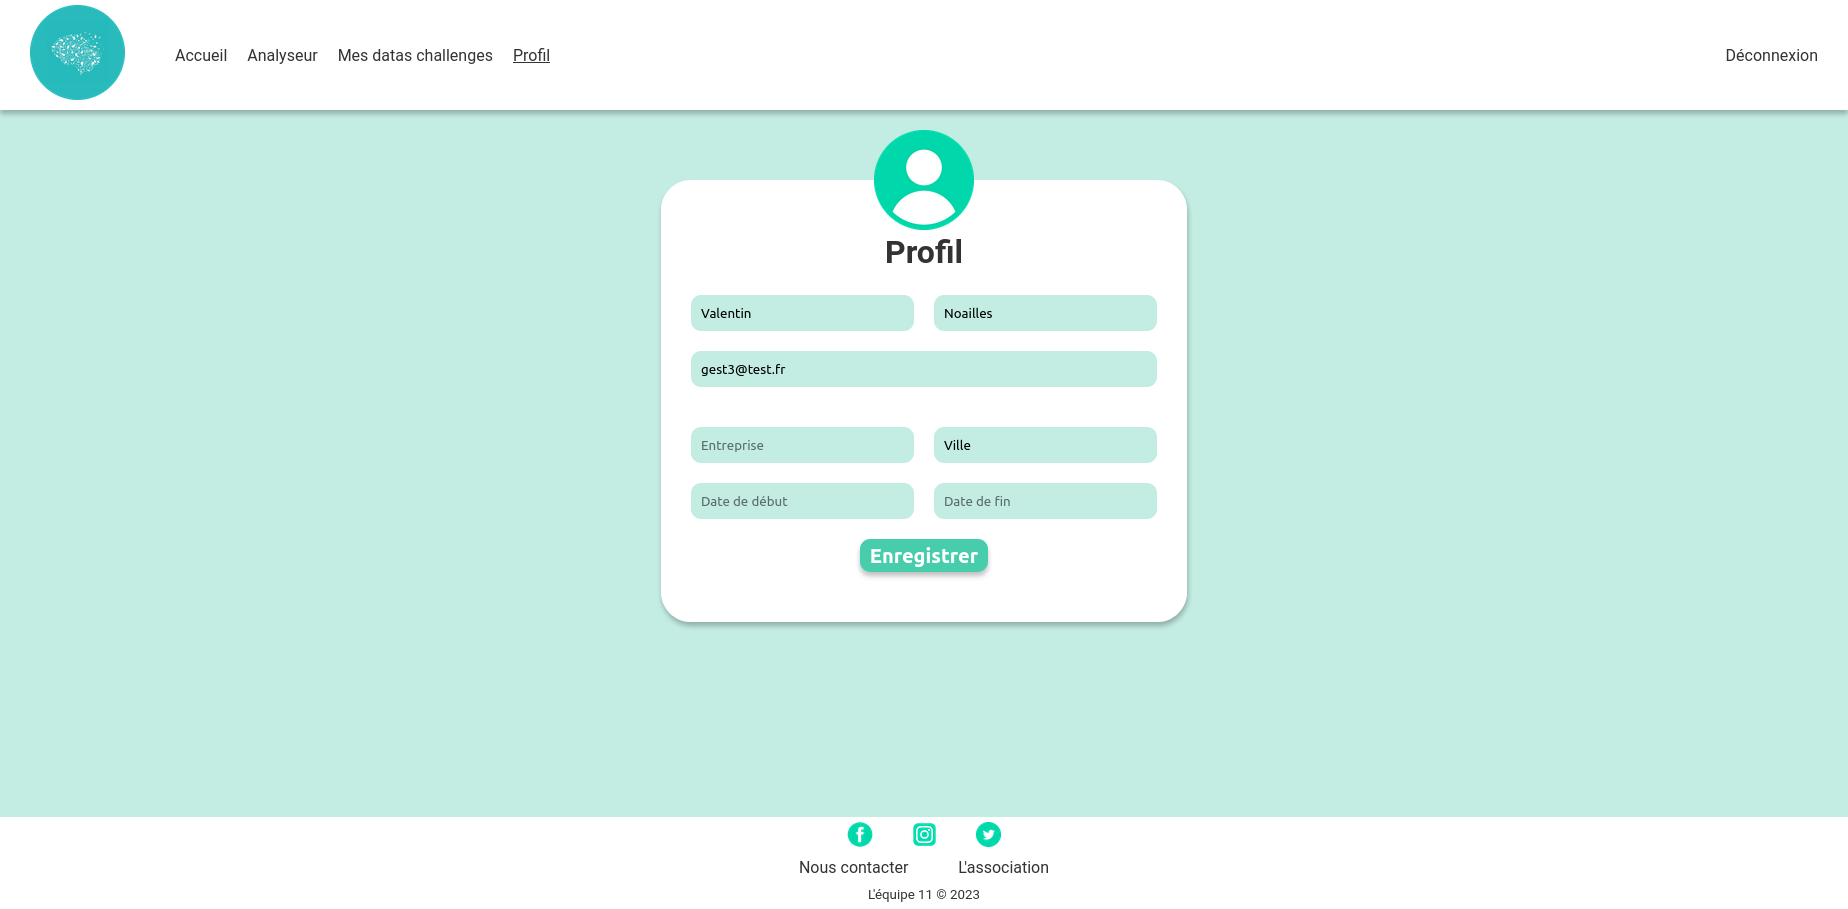 Accueil Analyseur Mes datas challenges Profil Déconnexion
Profil
Valentin Noailles
gest3@test.fr
Entreprise Ville
Date de début Date de fin
Enregistrer
Nous contacter L'association
L'équipe 11 © 2023